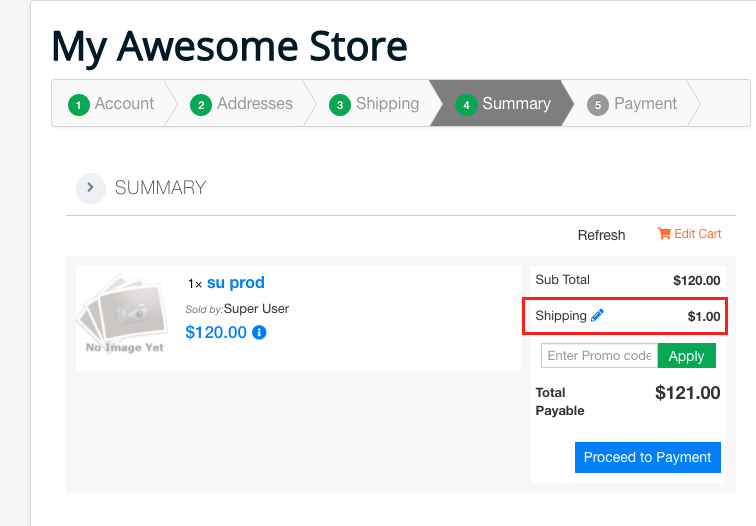 My Awesome Store
1 Account 2 Addresses 3 Shipping 4 Summary 5 Payment
SUMMARY
Refresh Edit Cart
1× su prod
Sold by:Super User
$120.00
No Image Yet
Sub Total $120.00
Shipping $1.00
Enter Promo code Apply
Total Payable $121.00
Proceed to Payment